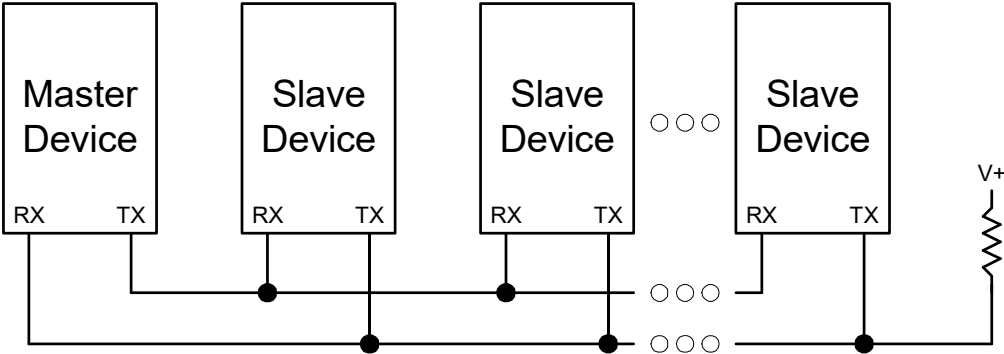 Master
Device
Slave
Device
Slave
Device
Slave
Device
V+
RX TX
RX TX
RX TX
RX TX